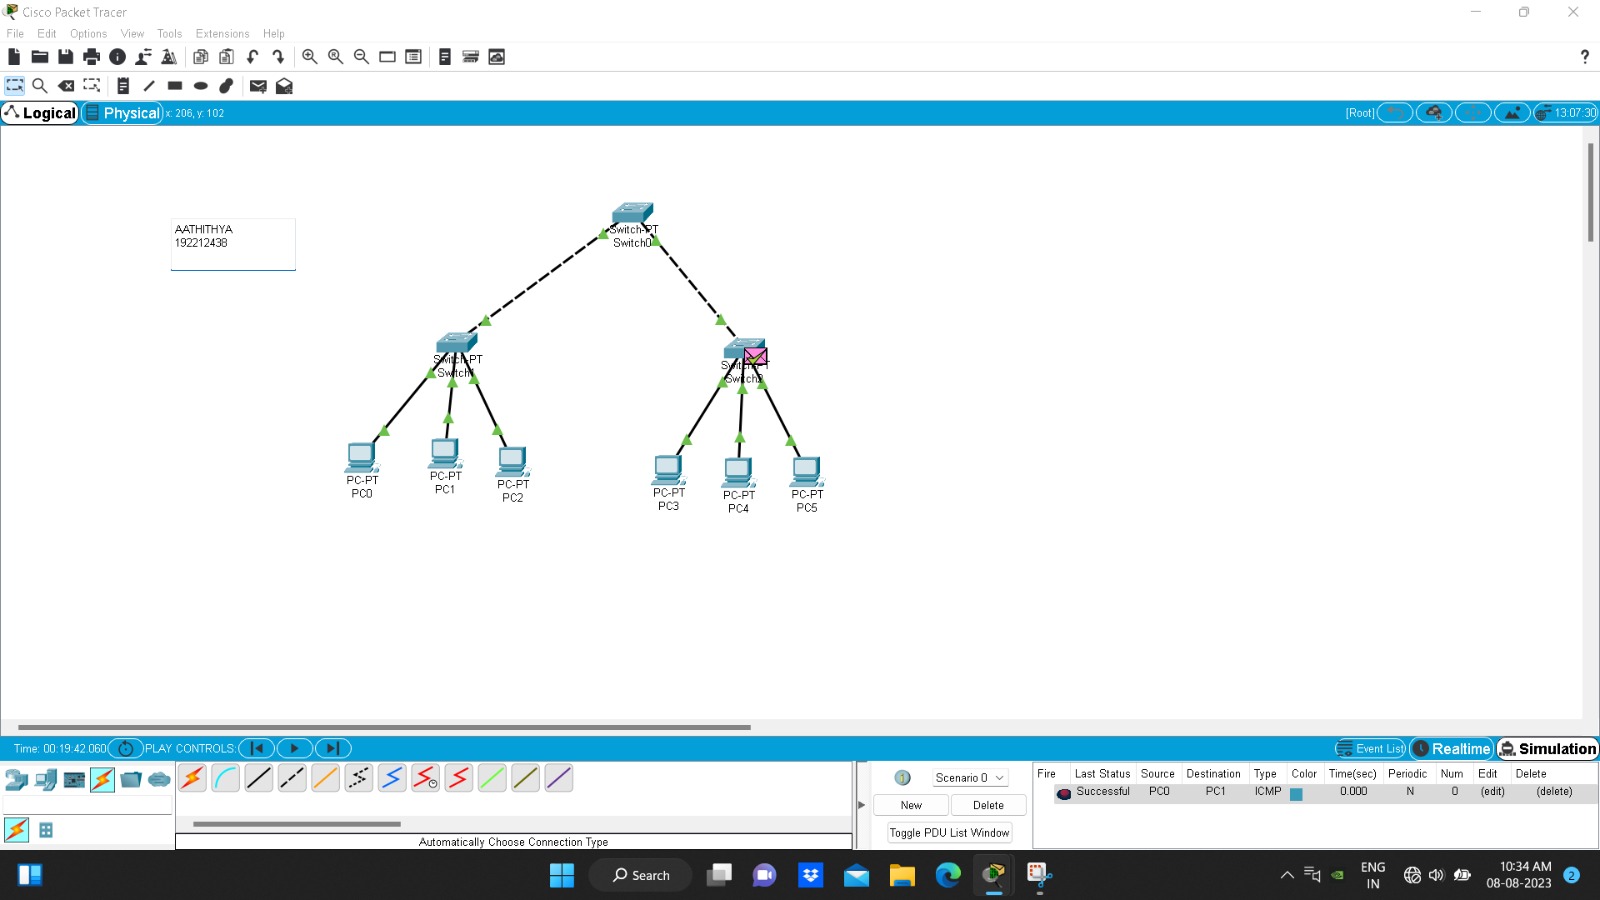 Cisco Packet Tracer
File Edit Options View Tools Extensions Help
?
Logical Physical x: 206, y: 102 [Root] 13:07:30
AATHITHYA
192212438
Switch-PT
Switch0
Switch-PT
Switch1
Switch-PT
Switch2
PC-PT
PC0
PC-PT
PC1
PC-PT
PC2
PC-PT
PC3
PC-PT
PC4
PC-PT
PC5
Time: 00:19:42.060 PLAY CONTROLS: Event List Realtime Simulation
Automatically Choose Connection Type
Scenario 0
New Delete
Toggle PDU List Window
Fire Last Status Source Destination Type Color Time(sec) Periodic Num Edit Delete
Successful PC0 PC1 ICMP 0.000 N 0 (edit) (delete)
Search
ENG
IN
10:34 AM
08-08-2023
2